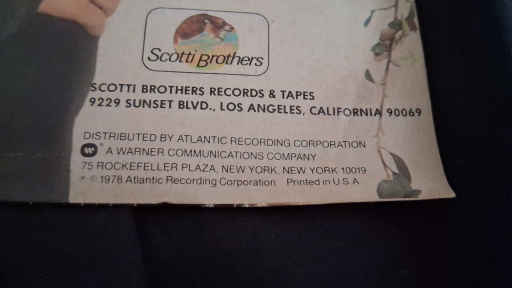 Scotti Brothers
SCOTTI BROTHERS RECORDS & TAPES
9229 SUNSET BLVD., LOS ANGELES, CALIFORNIA 90069
DISTRIBUTED BY ATLANTIC RECORDING CORPORATION
A WARNER COMMUNICATIONS COMPANY
75 ROCKEFELLER PLAZA, NEW YORK, NEW YORK 10019
© 1978 Atlantic Recording Corporation Printed in U.S.A.